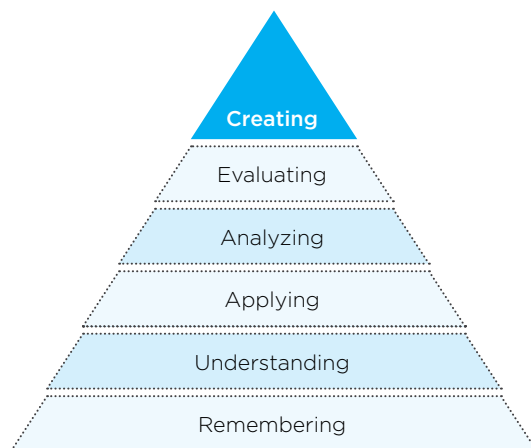 Creating
Evaluating
Analyzing
Applying
Understanding
Remembering